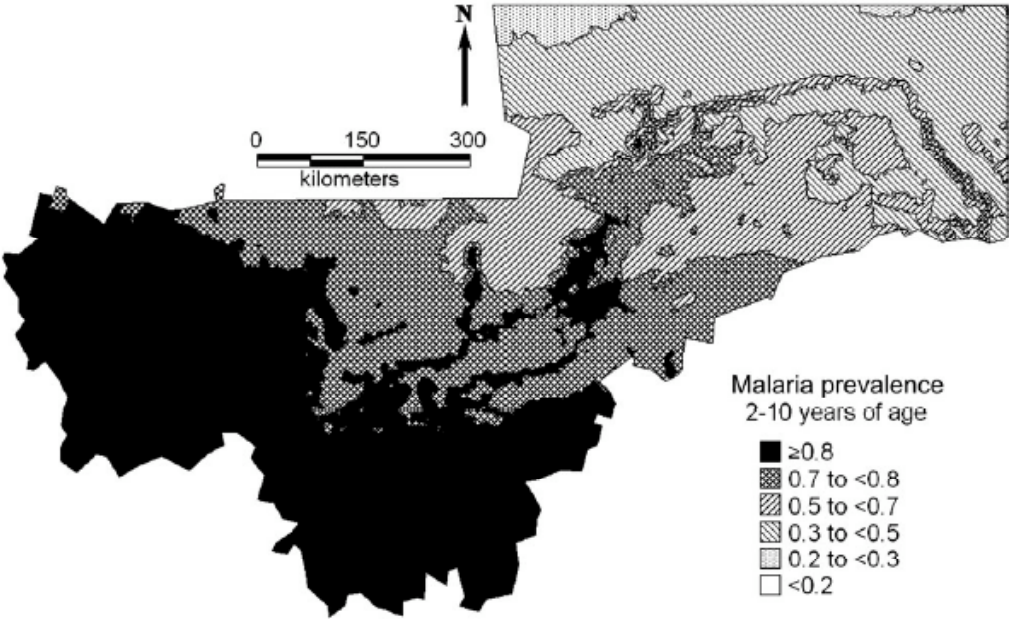 N
0 150 300
kilometers
Malaria prevalence
2-10 years of age
≥0.8
0.7 to <0.8
0.5 to <0.7
0.3 to <0.5
0.2 to <0.3
<0.2